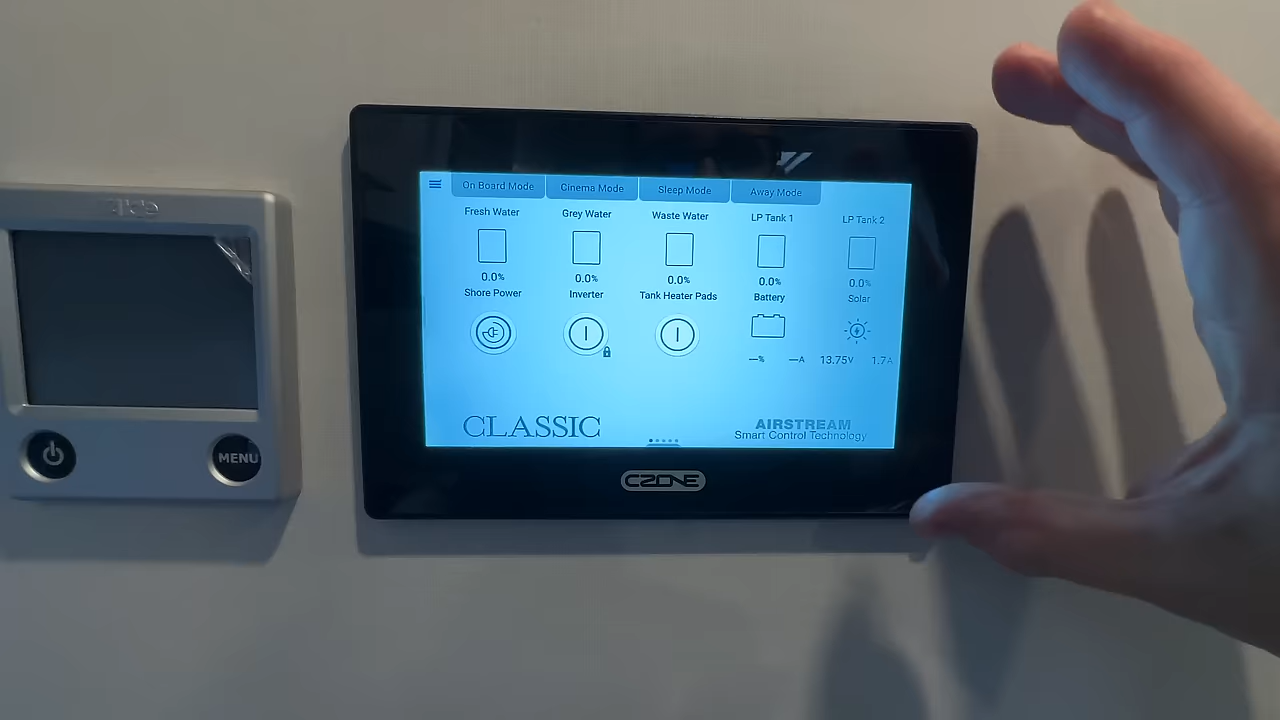 On Board Mode Cinema Mode Sleep Mode Away Mode
Fresh Water Grey Water Waste Water LP Tank 1 LP Tank 2
0.0% 0.0% 0.0% 0.0% 0.0%
Shore Power Inverter Tank Heater Pads Battery Solar
—% —A 13.75V 1.7A
CLASSIC
AIRSTREAM
Smart Control Technology
CZONE
MENU